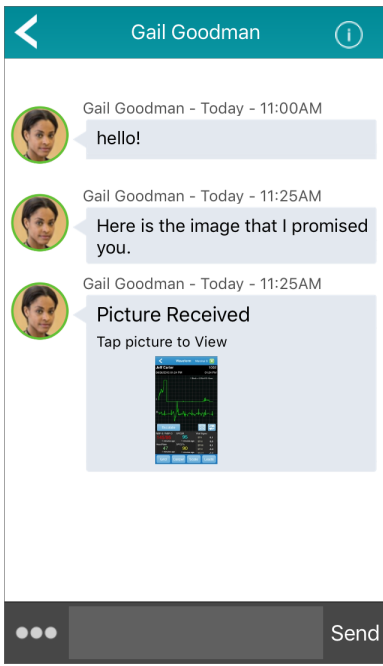 Gail Goodman
Gail Goodman - Today - 11:00AM
hello!
Gail Goodman - Today - 11:25AM
Here is the image that I promised
you.
Gail Goodman - Today - 11:25AM
Picture Received
Tap picture to View
Send